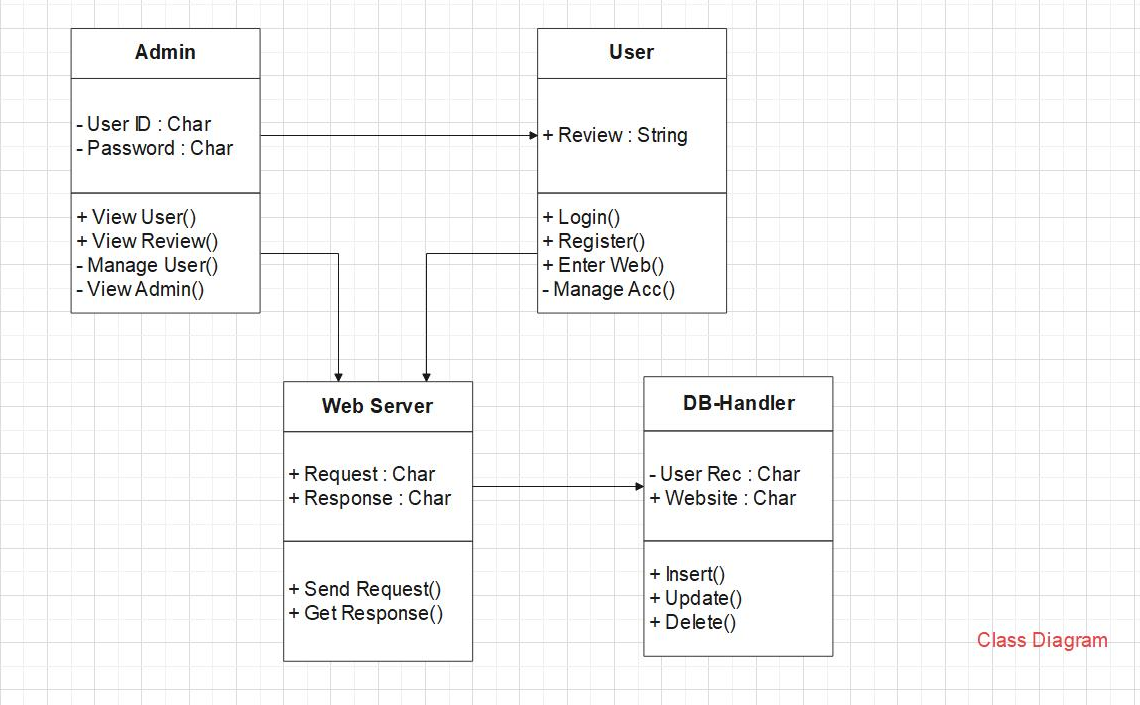 Admin
- User ID : Char
- Password : Char
+ View User()
+ View Review()
- Manage User()
- View Admin()
User
+ Review : String
+ Login()
+ Register()
+ Enter Web()
- Manage Acc()
Web Server
+ Request : Char
+ Response : Char
+ Send Request()
+ Get Response()
DB-Handler
- User Rec : Char
+ Website : Char
+ Insert()
+ Update()
+ Delete()
Class Diagram